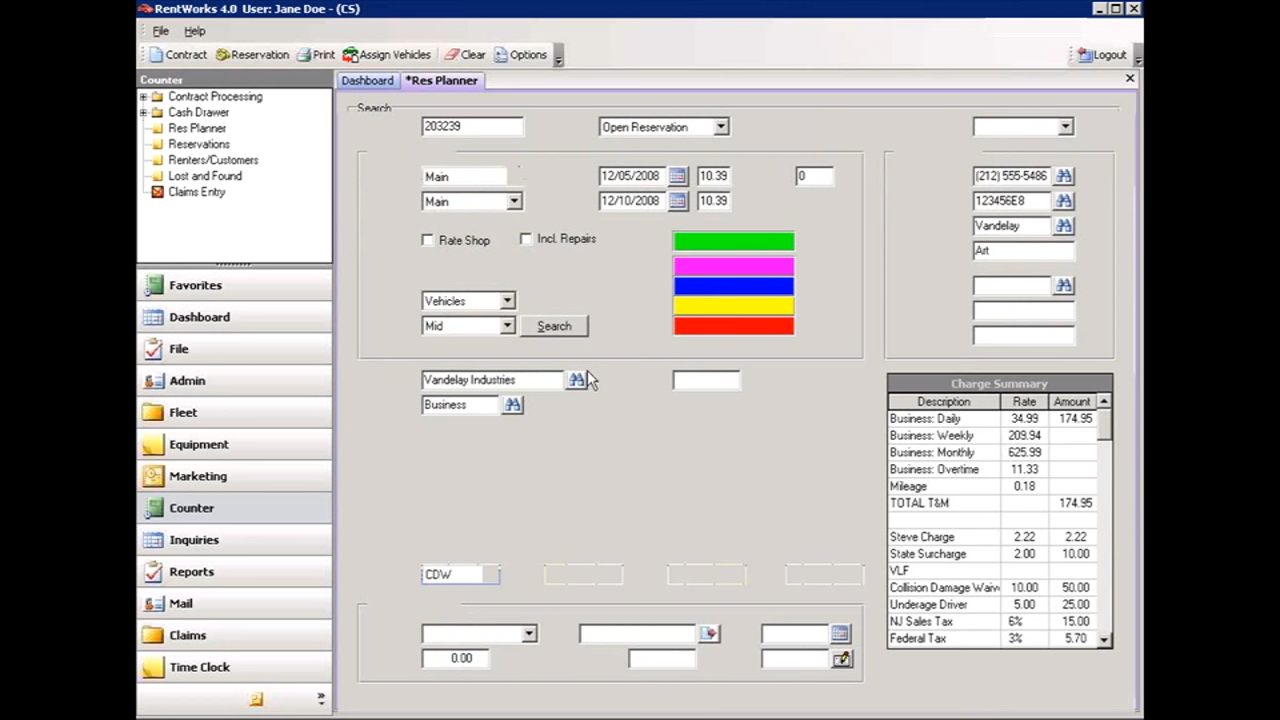 RentWorks 4.0 User: Jane Doe - (CS)
File Help
Contract Reservation Print Assign Vehicles Clear Options Logout
Counter
Contract Processing
Cash Drawer
Res Planner
Reservations
Renters/Customers
Lost and Found
Claims Entry
Favorites
Dashboard
File
Admin
Fleet
Equipment
Marketing
Counter
Inquiries
Reports
Mail
Claims
Time Clock
Dashboard *Res Planner
Search
203239 Open Reservation
Main 12/05/2008 10.39 0
Main 12/10/2008 10.39
Rate Shop Incl. Repairs
Vehicles
Mid Search
(212) 555-5486
123456E8
Vandelay
Art
Vandelay Industries
Business
CDW
0.00
Charge Summary
Description Rate Amount
Business: Daily 34.99 174.95
Business: Weekly 209.94
Business: Monthly 625.99
Business: Overtime 11.33
Mileage 0.18
TOTAL T&M 174.95
Steve Charge 2.22 2.22
State Surcharge 2.00 10.00
VLF
Collision Damage Waiv 10.00 50.00
Underage Driver 5.00 25.00
NJ Sales Tax 6% 15.00
Federal Tax 3% 5.70